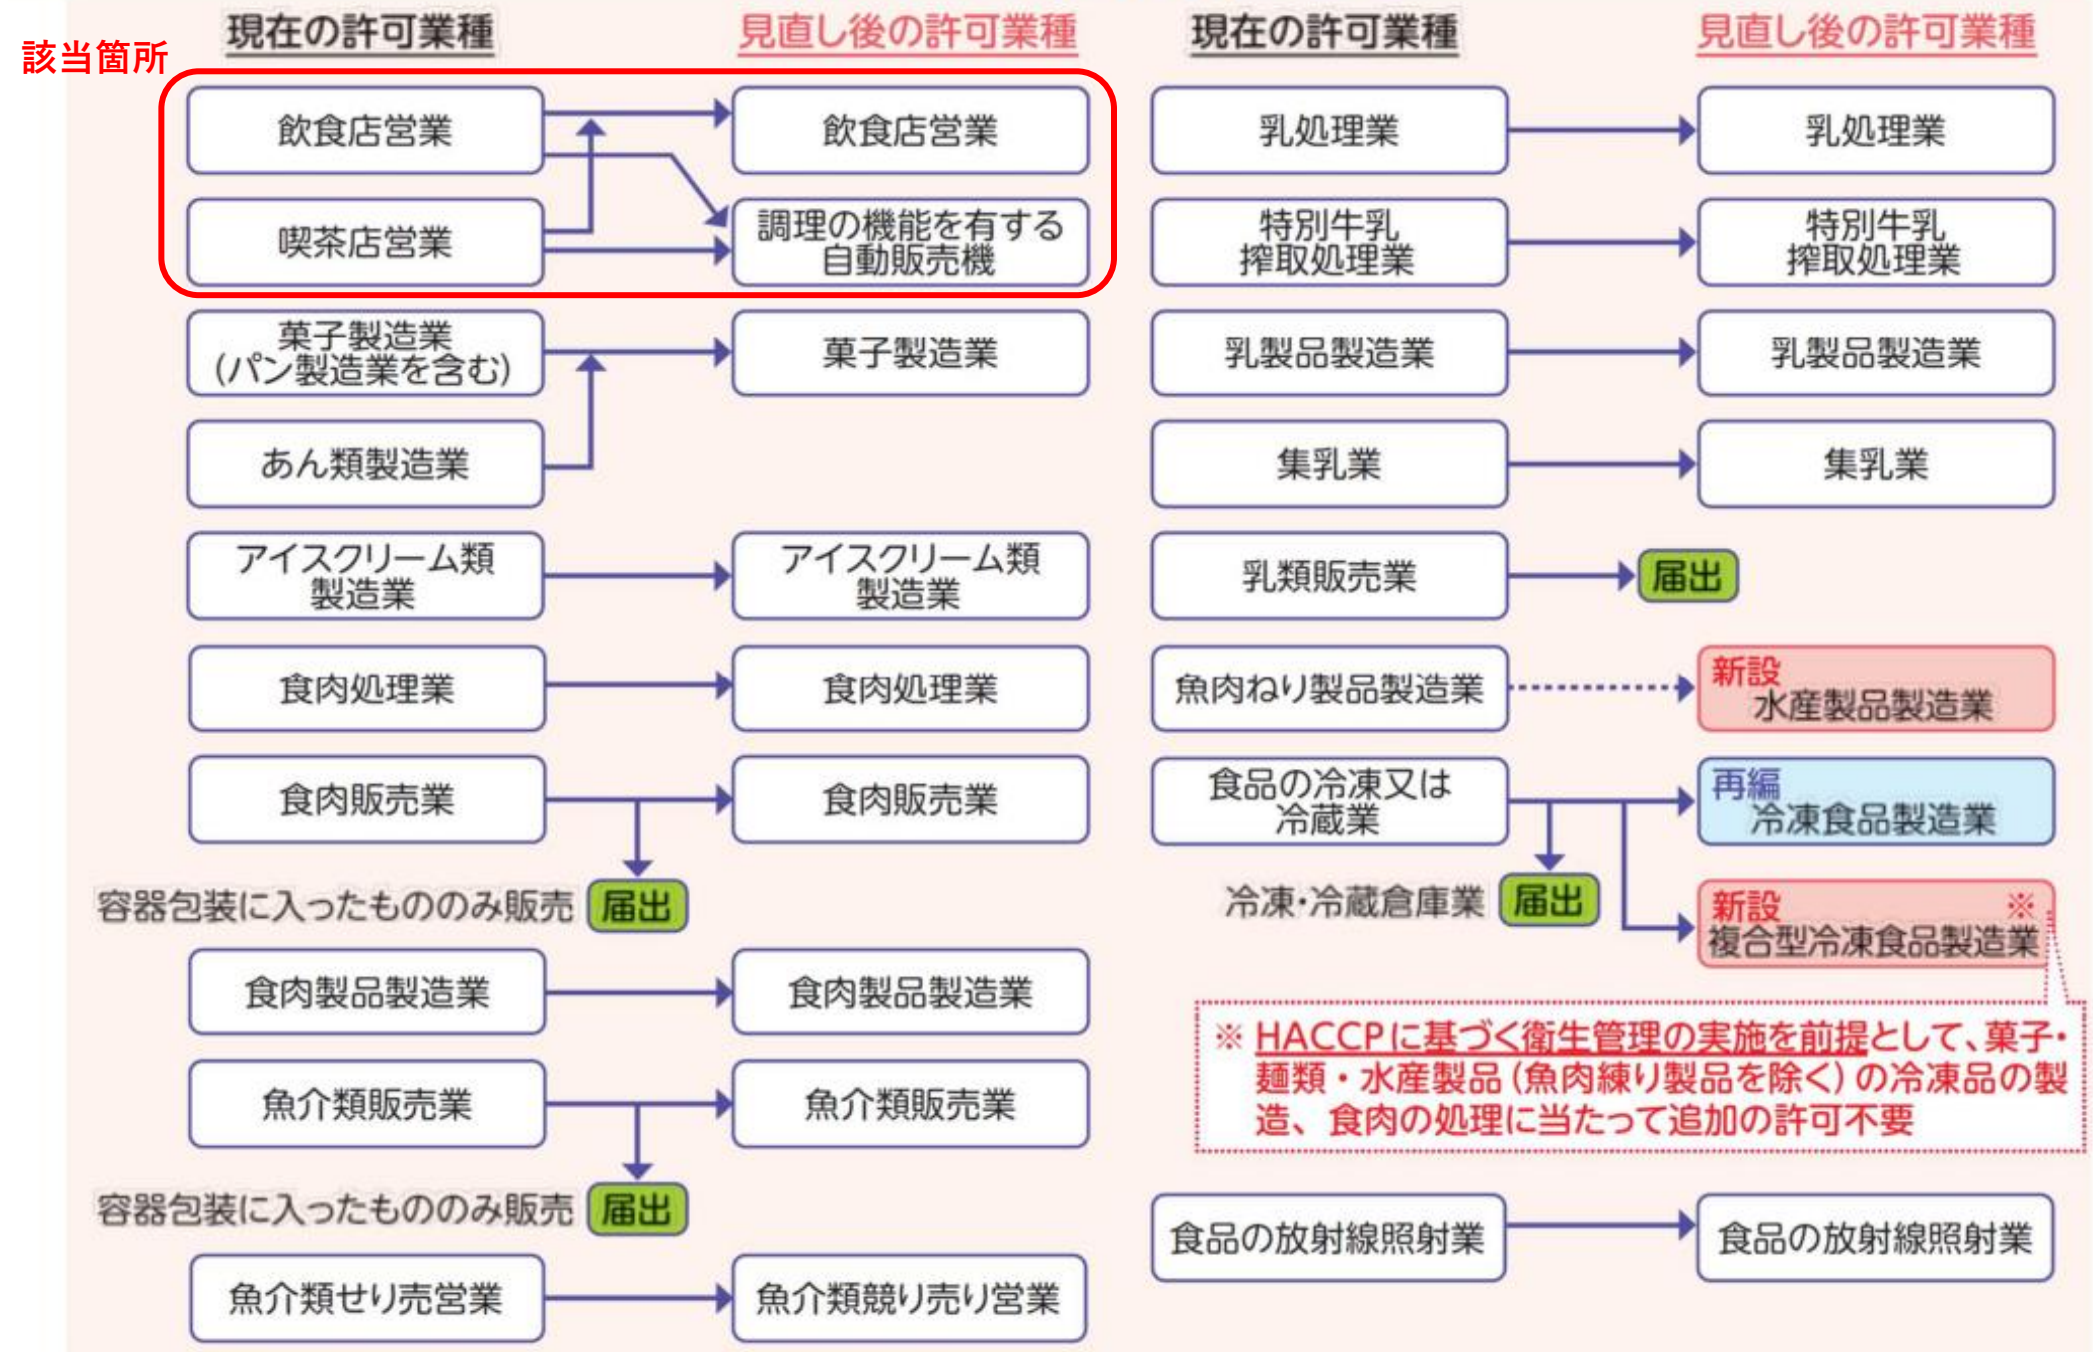 該当箇所
現在の許可業種
見直し後の許可業種
飲食店営業
飲食店営業
喫茶店営業
調理の機能を有する
自動販売機
菓子製造業
(パン製造業を含む)
菓子製造業
あん類製造業
アイスクリーム類
製造業
アイスクリーム類
製造業
食肉処理業
食肉処理業
食肉販売業
食肉販売業
容器包装に入ったもののみ販売
届出
食肉製品製造業
食肉製品製造業
魚介類販売業
魚介類販売業
容器包装に入ったもののみ販売
届出
魚介類せり売営業
魚介類競り売り営業
現在の許可業種
見直し後の許可業種
乳処理業
乳処理業
特別牛乳
搾取処理業
特別牛乳
搾取処理業
乳製品製造業
乳製品製造業
集乳業
集乳業
乳類販売業
届出
魚肉ねり製品製造業
新設
水産製品製造業
食品の冷凍又は
冷蔵業
再編
冷凍食品製造業
冷凍・冷蔵倉庫業
届出
新設 ※
複合型冷凍食品製造業
※ HACCPに基づく衛生管理の実施を前提として、菓子・
麺類・水産製品(魚肉練り製品を除く)の冷凍品の製
造、食肉の処理に当たって追加の許可不要
食品の放射線照射業
食品の放射線照射業